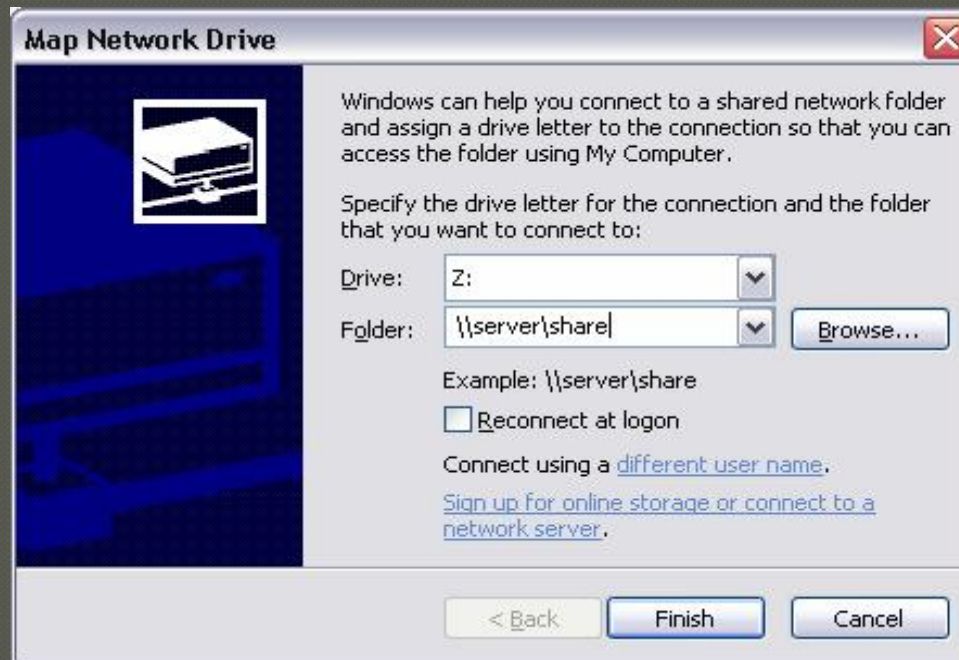 Map Network Drive
Windows can help you connect to a shared network folder
and assign a drive letter to the connection so that you can
access the folder using My Computer.
Specify the drive letter for the connection and the folder
that you want to connect to:
Drive: Z:
Folder: \\server\share Browse...
Example: \\server\share
Reconnect at logon
Connect using a different user name.
Sign up for online storage or connect to a
network server.
< Back Finish Cancel